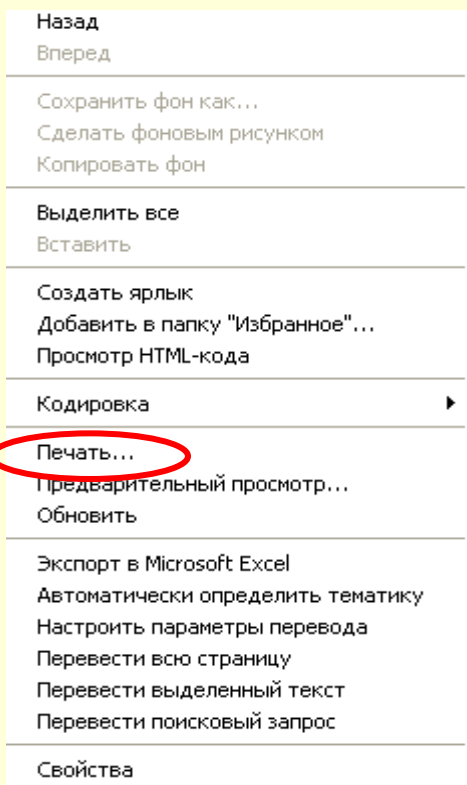 Назад
Вперед
Сохранить фон как...
Сделать фоновым рисунком
Копировать фон
Выделить все
Вставить
Создать ярлык
Добавить в папку "Избранное"...
Просмотр HTML-кода
Кодировка
Печать...
Предварительный просмотр...
Обновить
Экспорт в Microsoft Excel
Автоматически определить тематику
Настроить параметры перевода
Перевести всю страницу
Перевести выделенный текст
Перевести поисковый запрос
Свойства